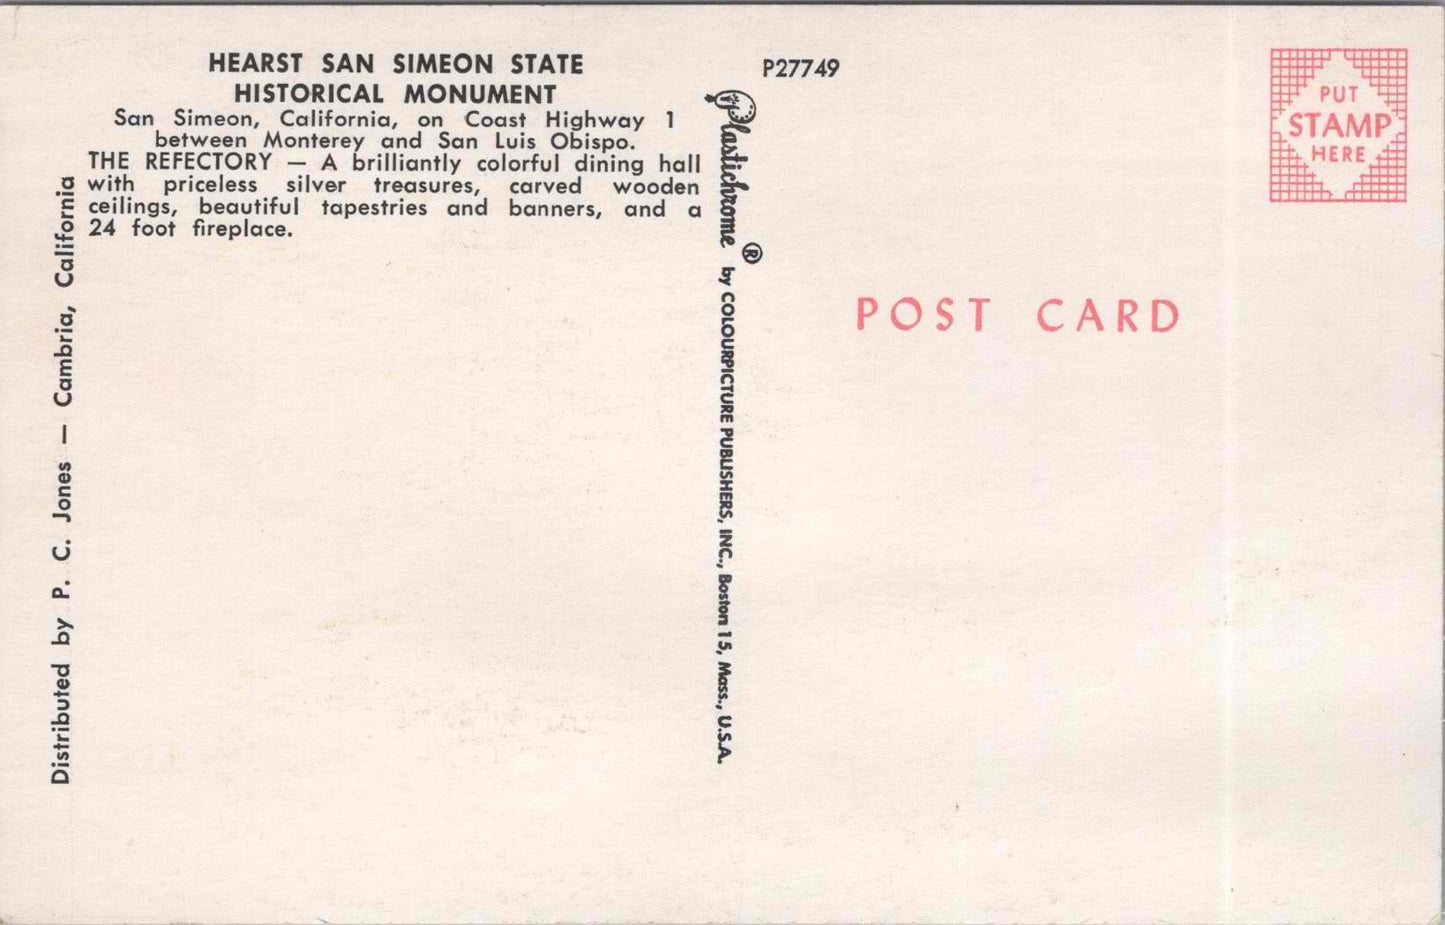 HEARST SAN SIMEON STATE
HISTORICAL MONUMENT
San Simeon, California, on Coast Highway 1
between Monterey and San Luis Obispo.
THE REFECTORY — A brilliantly colorful dining hall
with priceless silver treasures, carved wooden
ceilings, beautiful tapestries and banners, and a
24 foot fireplace.
Distributed by P. C. Jones — Cambria, California
Plastichrome ® by COLOURPICTURE PUBLISHERS, INC., Boston 15, Mass., U.S.A.
P27749
PUT
STAMP
HERE
POST CARD